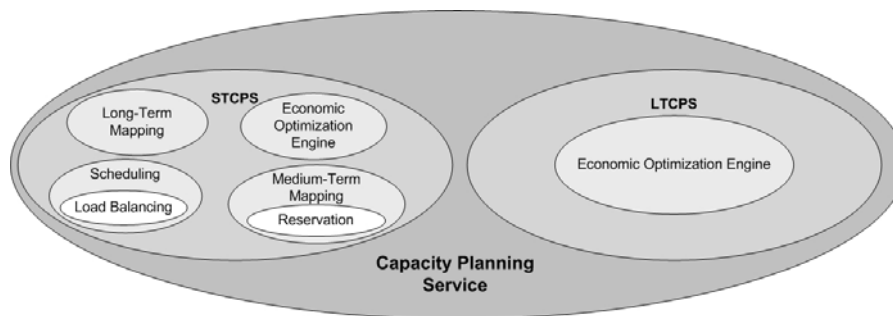 STCPS
Long-Term
Mapping
Economic
Optimization
Engine
Scheduling
Load Balancing
Medium-Term
Mapping
Reservation
LTCPS
Economic Optimization Engine
Capacity Planning
Service